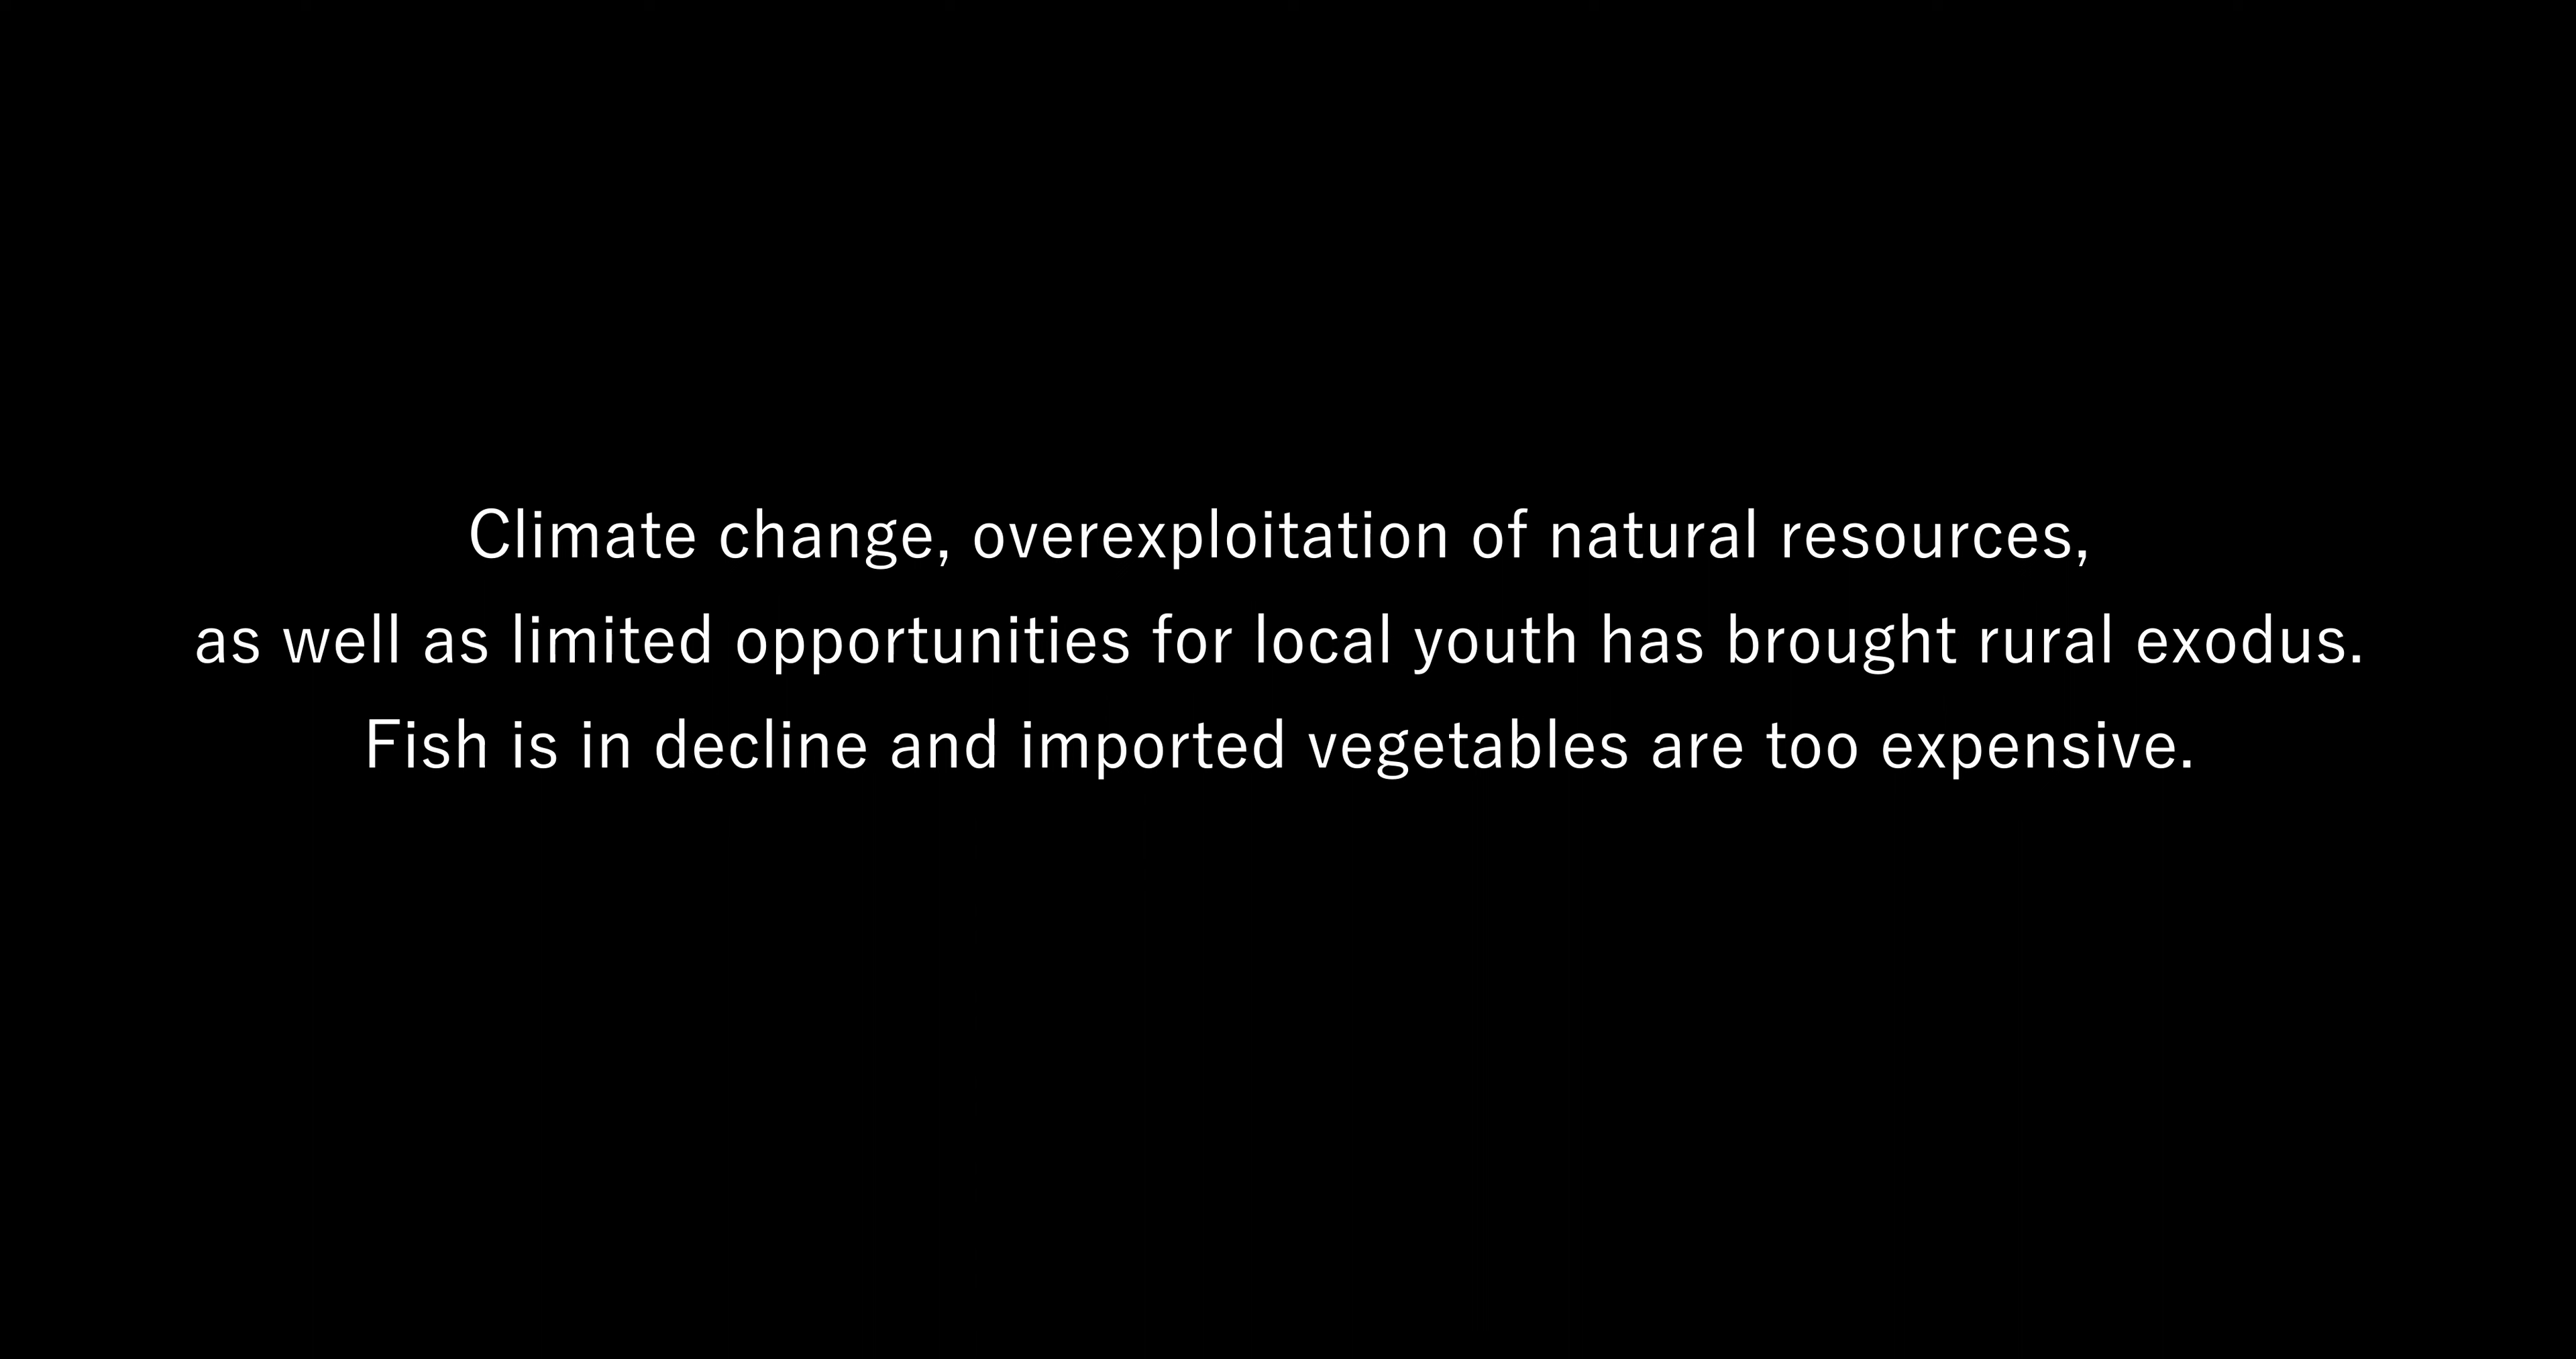 Climate change, overexploitation of natural resources,
as well as limited opportunities for local youth has brought rural exodus.
Fish is in decline and imported vegetables are too expensive.